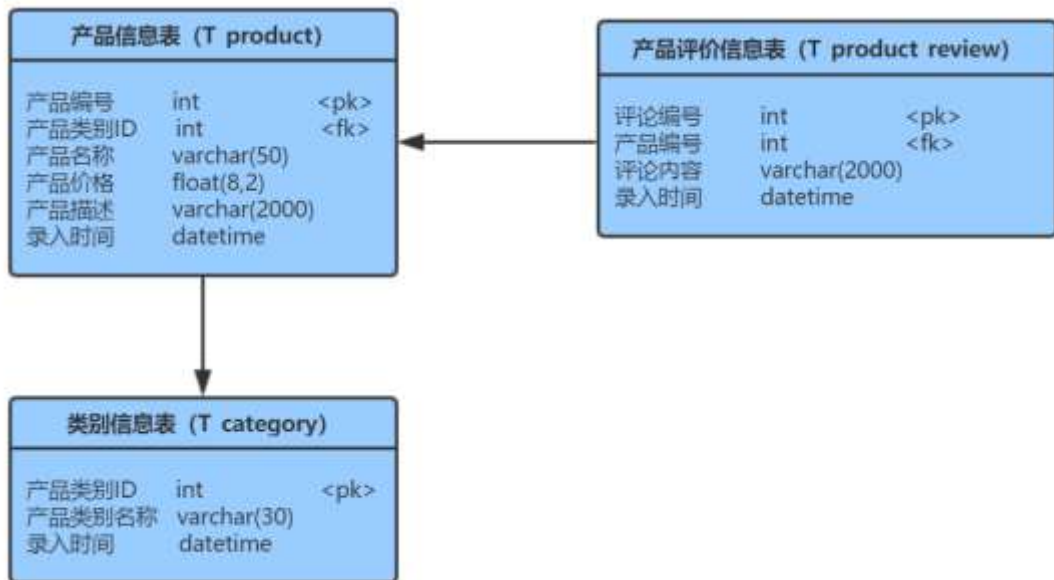 产品信息表（T product）
产品编号 int <pk>
产品类别ID int <fk>
产品名称 varchar(50)
产品价格 float(8,2)
产品描述 varchar(2000)
录入时间 datetime
产品评价信息表（T product review）
评论编号 int <pk>
产品编号 int <fk>
评论内容 varchar(2000)
录入时间 datetime
类别信息表（T category）
产品类别ID int <pk>
产品类别名称 varchar(30)
录入时间 datetime